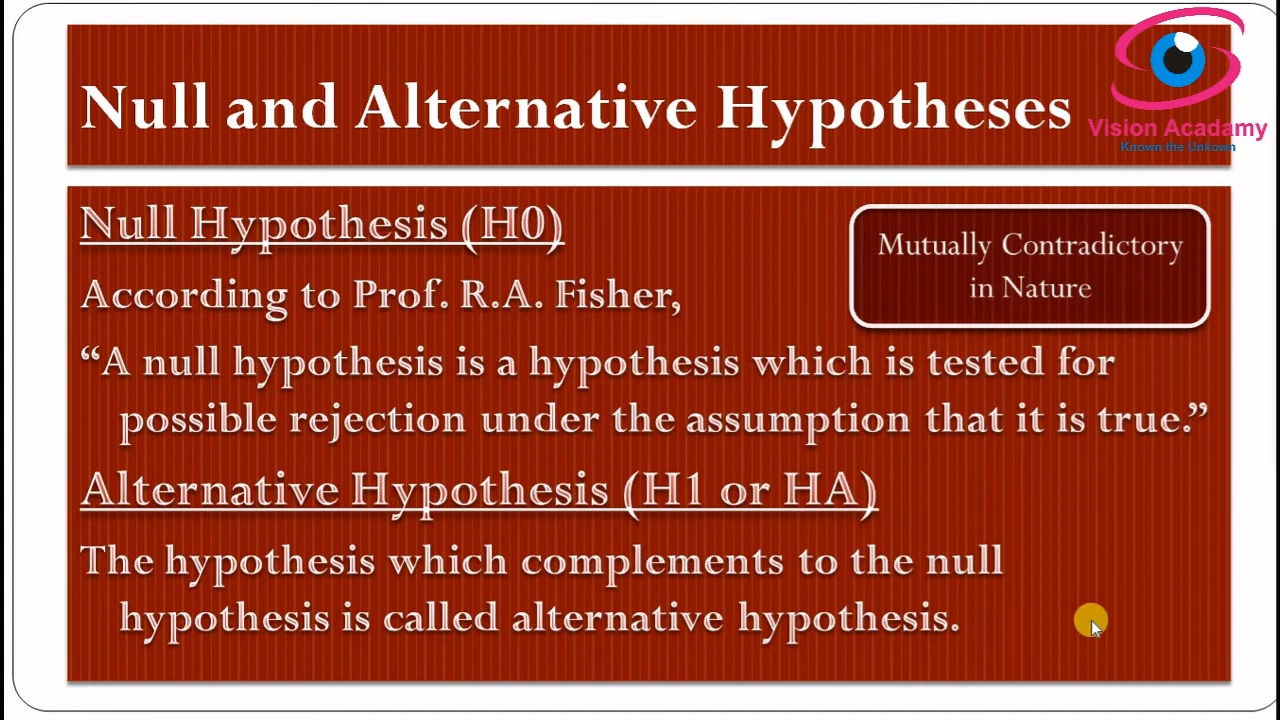 Null and Alternative Hypotheses
Vision Acadamy
Known the Unkown
Null Hypothesis (H0)
Mutually Contradictory
in Nature
According to Prof. R.A. Fisher,
“A null hypothesis is a hypothesis which is tested for
possible rejection under the assumption that it is true.”
Alternative Hypothesis (H1 or HA)
The hypothesis which complements to the null
hypothesis is called alternative hypothesis.